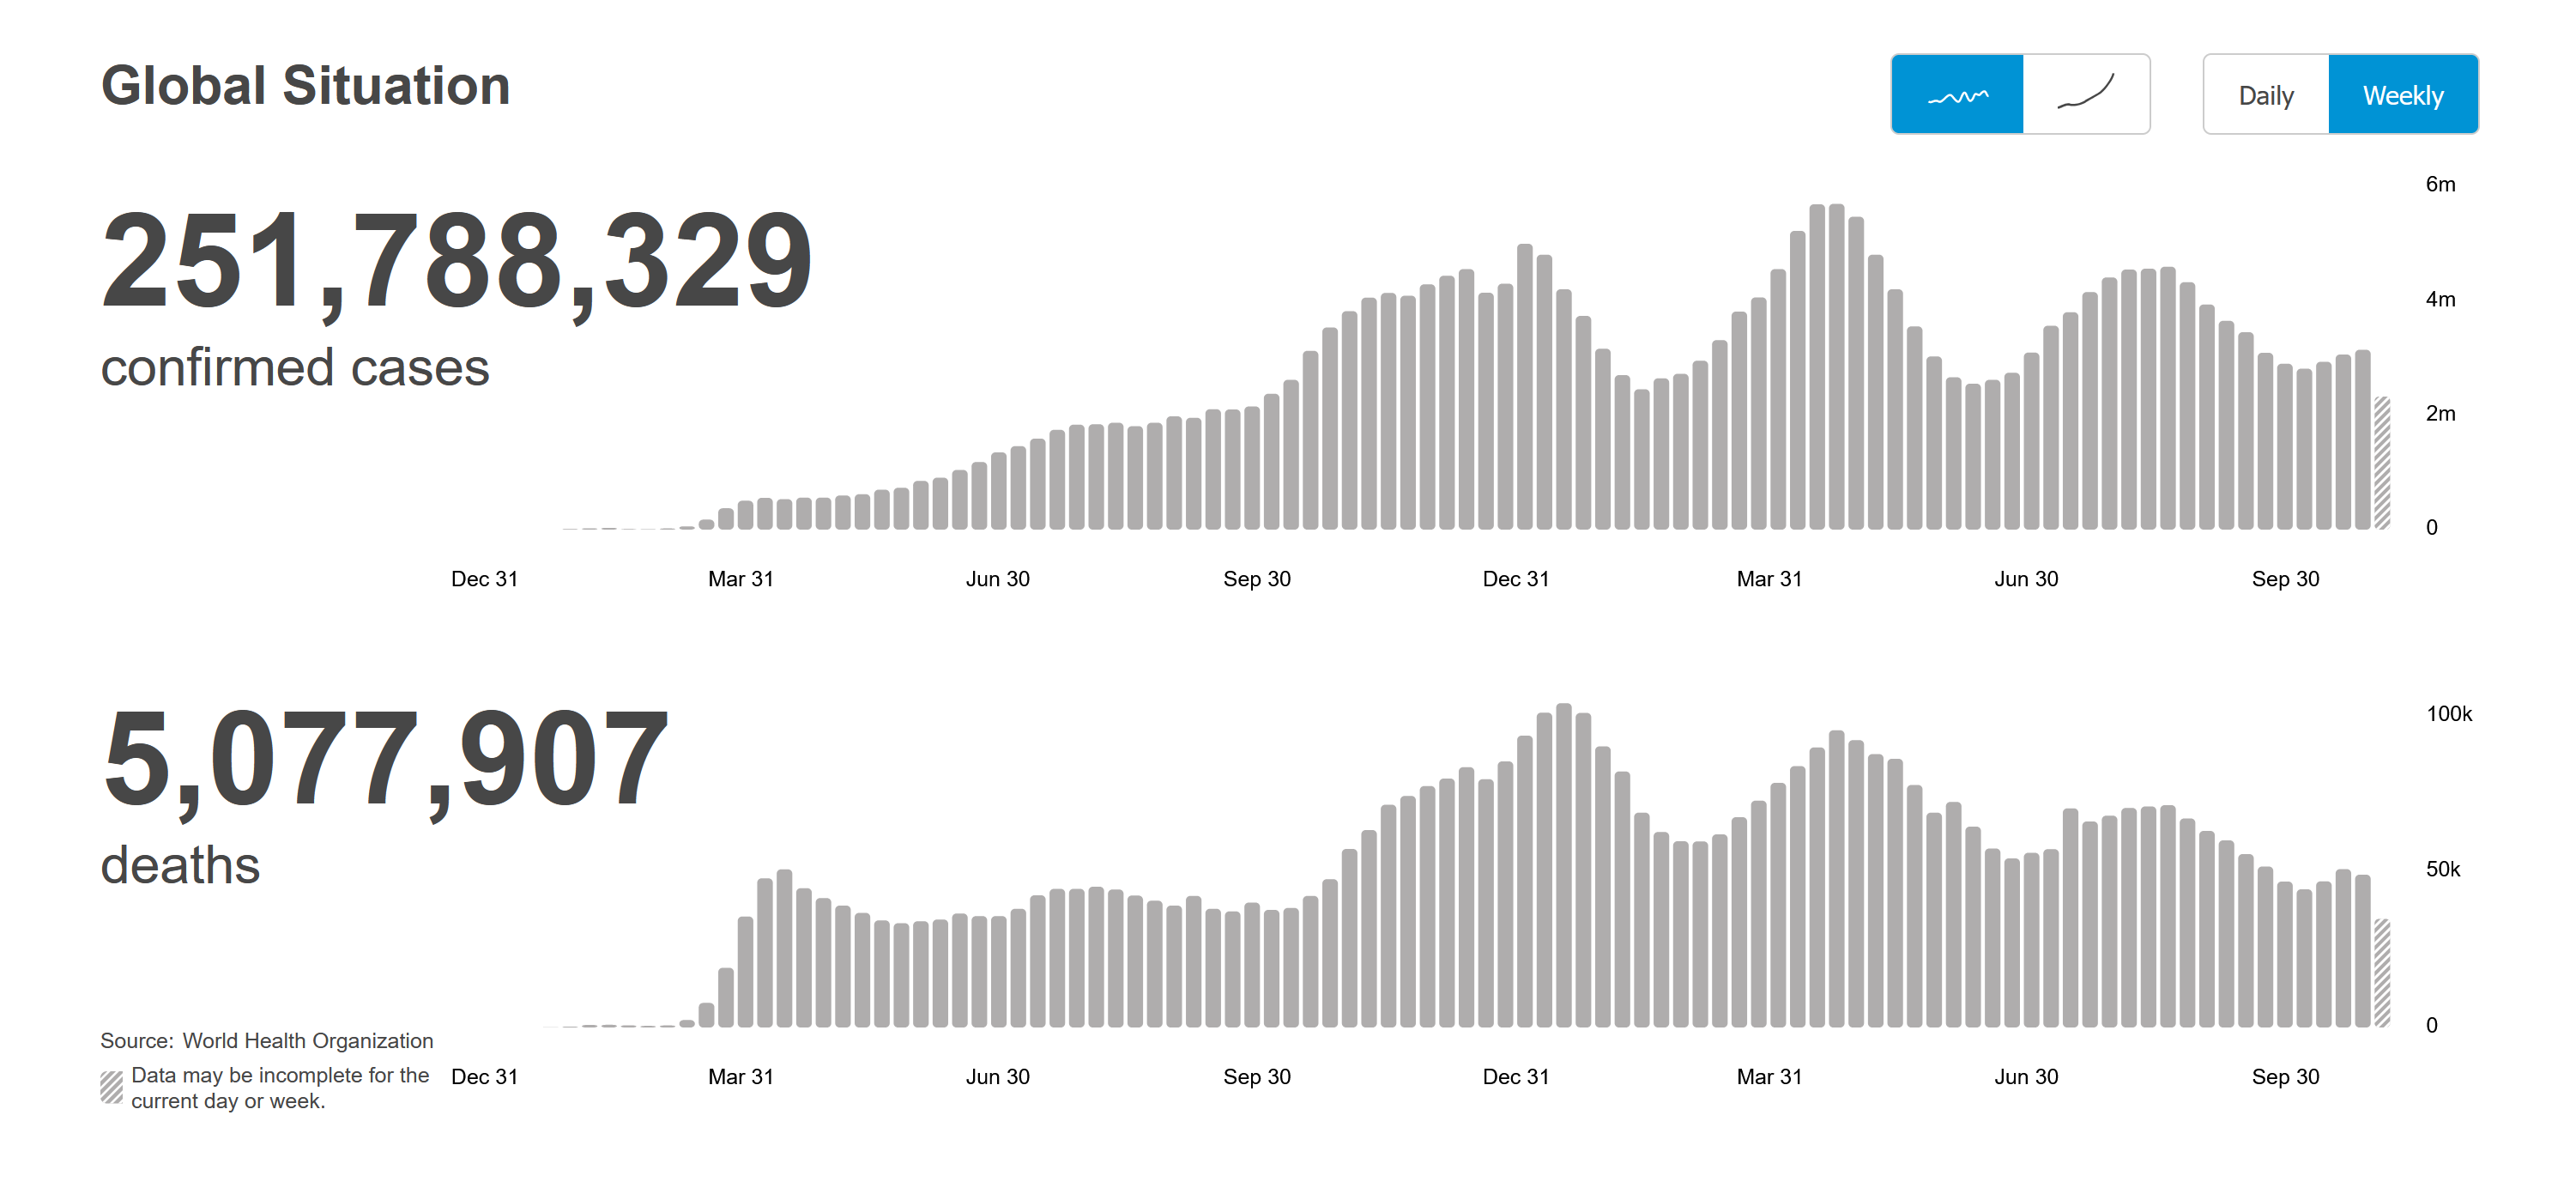 Global Situation
Daily Weekly
251,788,329
confirmed cases
6m
4m
2m
0
Dec 31 Mar 31 Jun 30 Sep 30 Dec 31 Mar 31 Jun 30 Sep 30
5,077,907
deaths
100k
50k
0
Source: World Health Organization
Data may be incomplete for the
current day or week.
Dec 31 Mar 31 Jun 30 Sep 30 Dec 31 Mar 31 Jun 30 Sep 30